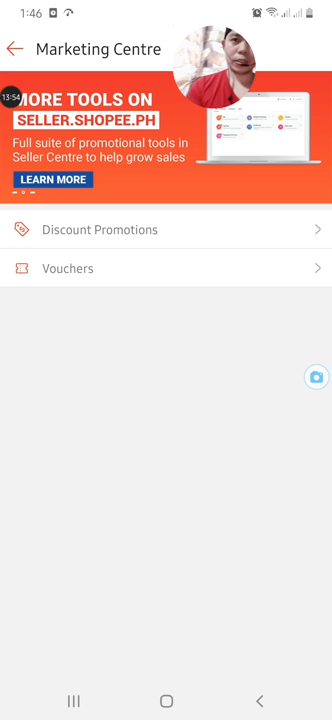 1:46
Marketing Centre
13:54
MORE TOOLS ON
SELLER.SHOPEE.PH
Full suite of promotional tools in
Seller Centre to help grow sales
LEARN MORE
Discount Promotions
Vouchers